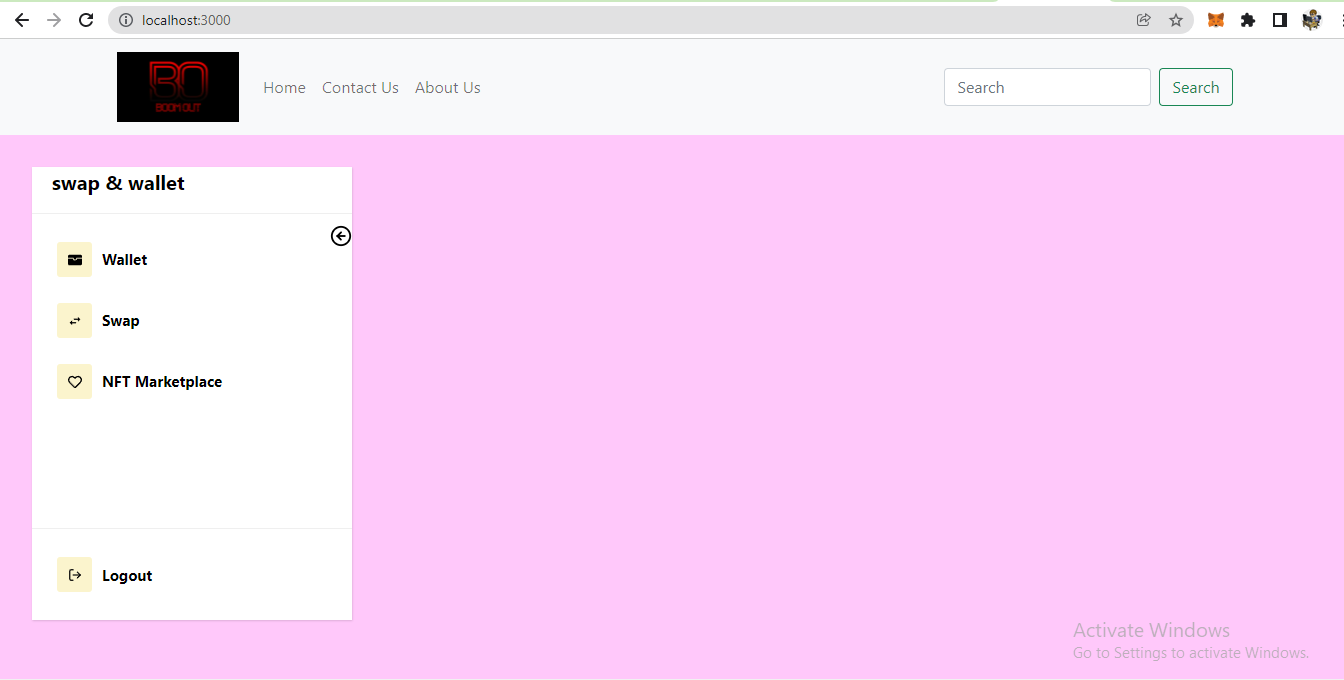 localhost:3000
BO
BOOM OUT
Home Contact Us About Us
Search Search
swap & wallet
Wallet
Swap
NFT Marketplace
Logout
Activate Windows
Go to Settings to activate Windows.